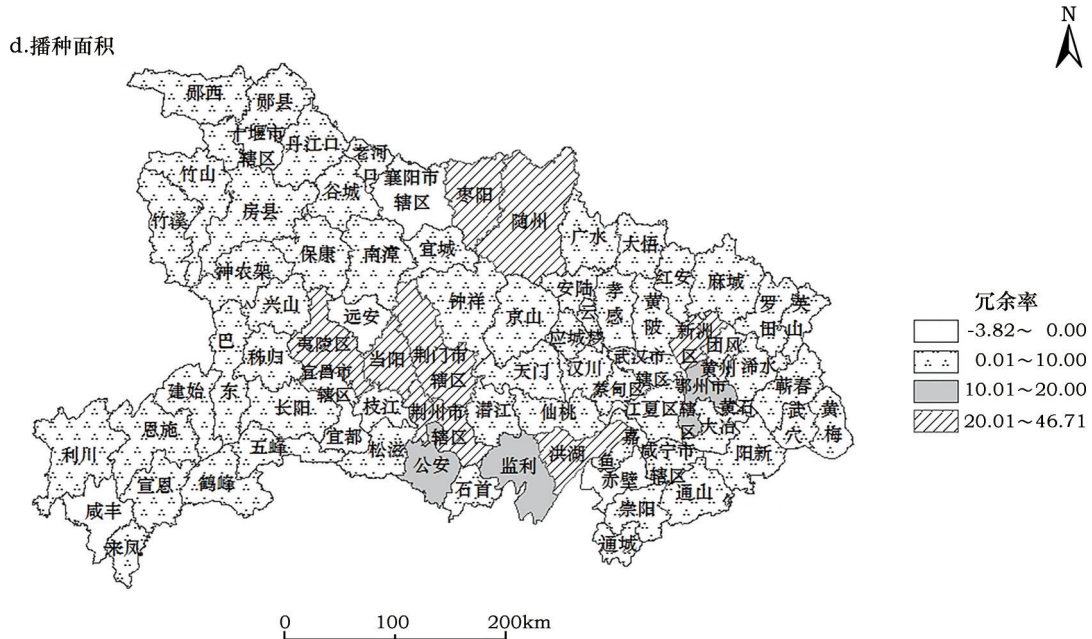 N
d.播种面积
郧西
郧县
十堰市
辖区
丹江口
老河
口
襄阳市
辖区
枣阳
随州
竹山
谷城
房县
竹溪
保康
南漳
宜城
广水
大悟
红安
麻城
神农架
兴山
远安
钟祥
京山
安陆
孝
感
黄
陂
罗
田
英
山
云
梦
应城
新洲
区
团风
巴
东
秭归
夷陵区
宜昌市
辖区
当阳
荆门市
辖区
天门
汉川
武汉市
辖区
蔡甸区
黄州
浠水
蕲春
鄂州市
辖
区
黄石
武
穴
黄
梅
建始
长阳
枝江
荆州市
辖区
潜江
仙桃
江夏区
大冶
恩施
利川
五峰
宜都
松滋
公安
监利
洪湖
嘉
鱼
咸宁市
辖区
阳新
赤壁
宣恩
鹤峰
石首
通山
咸丰
崇阳
来凤
通城
冗余率
-3.82～ 0.00
0.01～10.00
10.01～20.00
20.01～46.71
0 100 200km